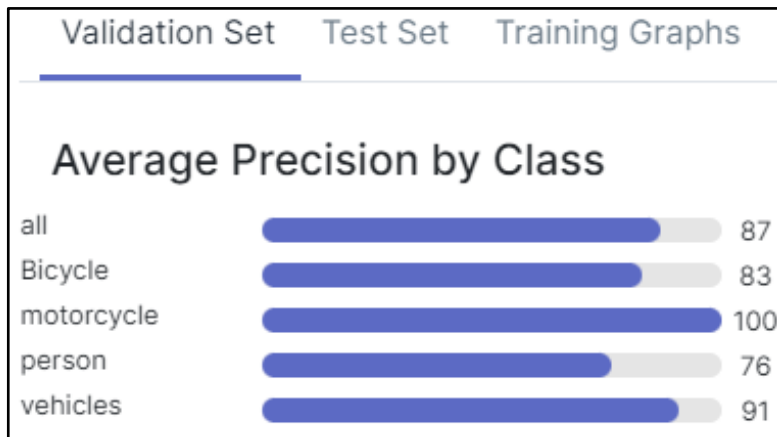 Validation Set Test Set Training Graphs
Average Precision by Class
all 87
Bicycle 83
motorcycle 100
person 76
vehicles 91